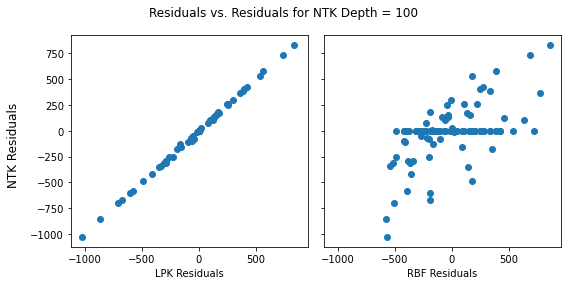 Residuals vs. Residuals for NTK Depth = 100
NTK Residuals
750
500
250
0
−250
−500
−750
−1000
−1000 −500 0 500
LPK Residuals
−1000 −500 0 500
RBF Residuals